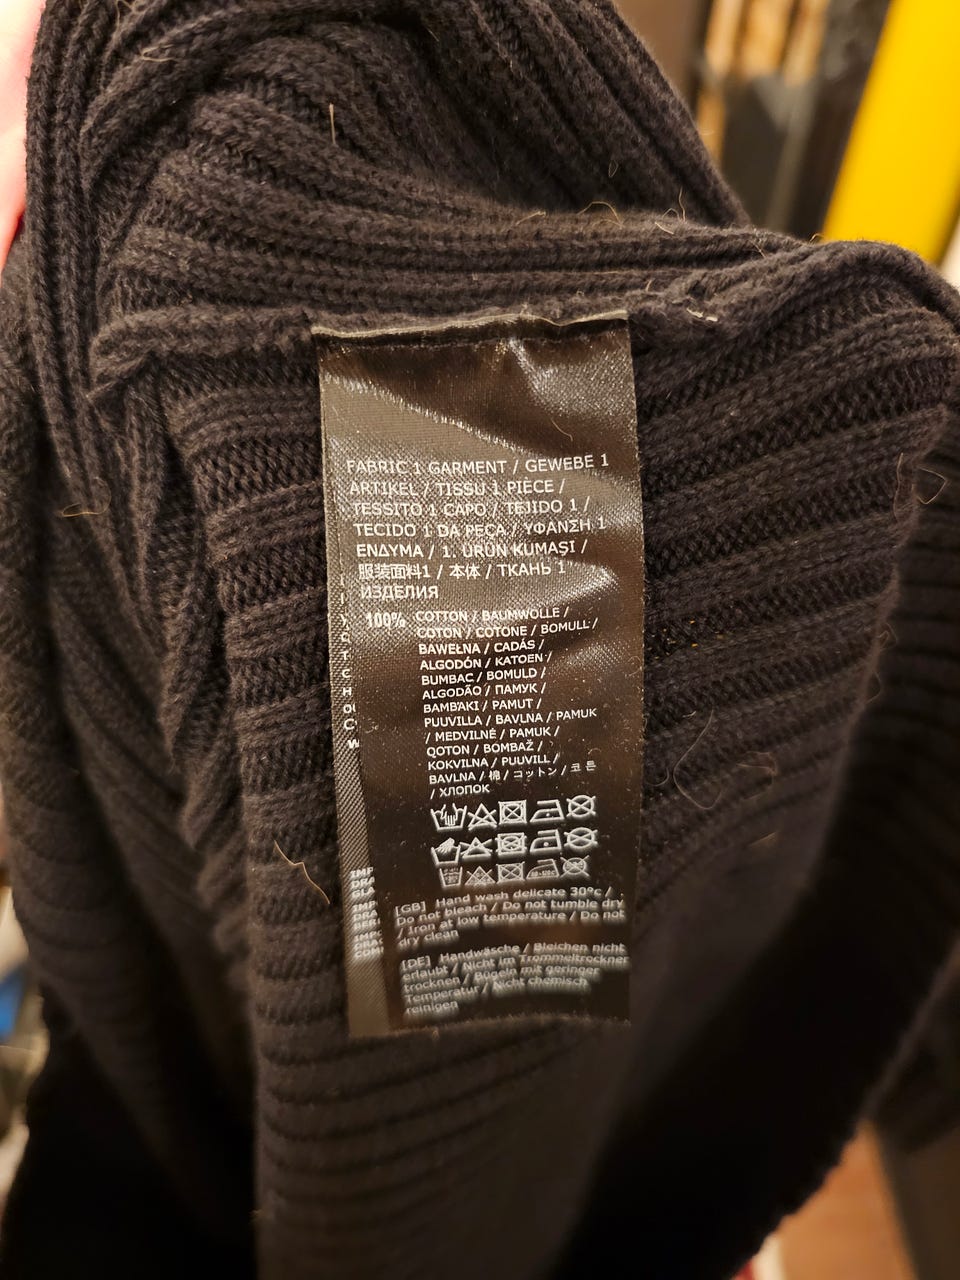 FABRIC 1 GARMENT / GEWEBE 1
ARTIKEL / TISSU 1 PIÈCE /
TESSITO 1 CAPO / TEJIDO 1 /
TECIDO 1 DA PEÇA / ΥΦΑΝΣΗ 1
ΕΝΔΥΜΑ / 1. ÜRÜN KUMAŞI /
服装面料1 / 本体 / ТКАНЬ 1
ИЗДЕЛИЯ
100% COTTON / BAUMWOLLE /
COTON / COTONE / BOMULL /
BAWEŁNA / CADÁS /
ALGODÓN / KATOEN /
BUMBAC / BOMULD /
ALGODÃO / ПАМУК /
ΒΑΜΒΆΚΙ / PAMUT /
PUUVILLA / BAVLNA / PAMUK
/ MEDVILNĖ / PAMUK /
QOTON / BOMBAŽ /
KOKVILNA / PUUVILL /
BAVLNA / 棉 / コットン / 코튼
/ ХЛОПОК
[GB] Hand wash delicate 30°c /
Do not bleach / Do not tumble dry
/ Iron at low temperature / Do not
dry clean
[DE] Handwäsche / Bleichen nicht
erlaubt / Nicht im Trommeltrockner
trocknen / Bügeln mit geringer
Temperatur / Nicht chemisch
reinigen